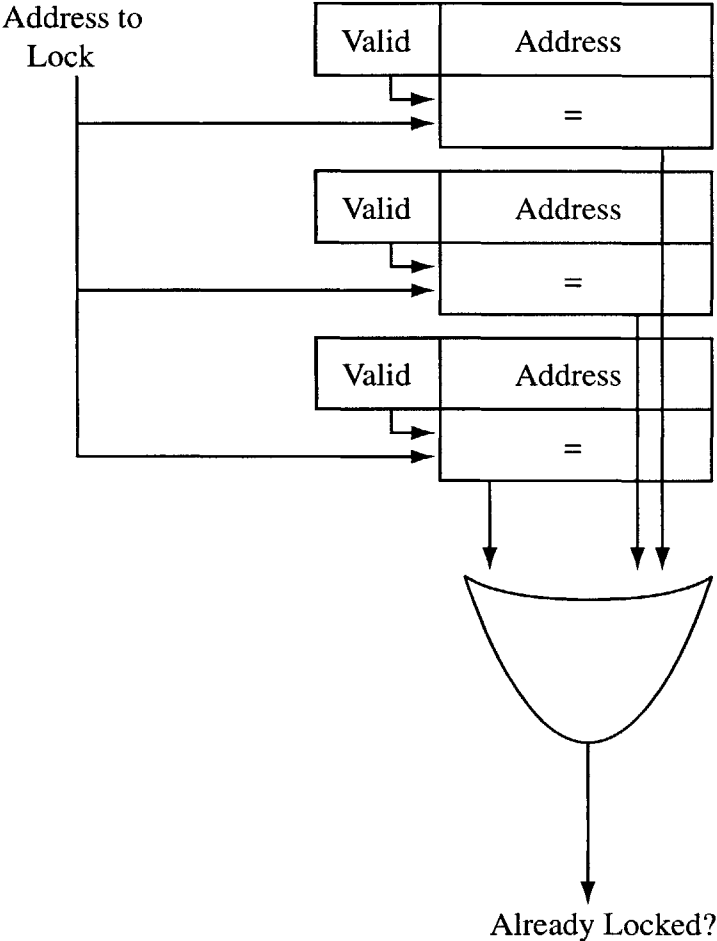 Address to
Lock
Valid Address
=
Valid Address
=
Valid Address
=
Already Locked?